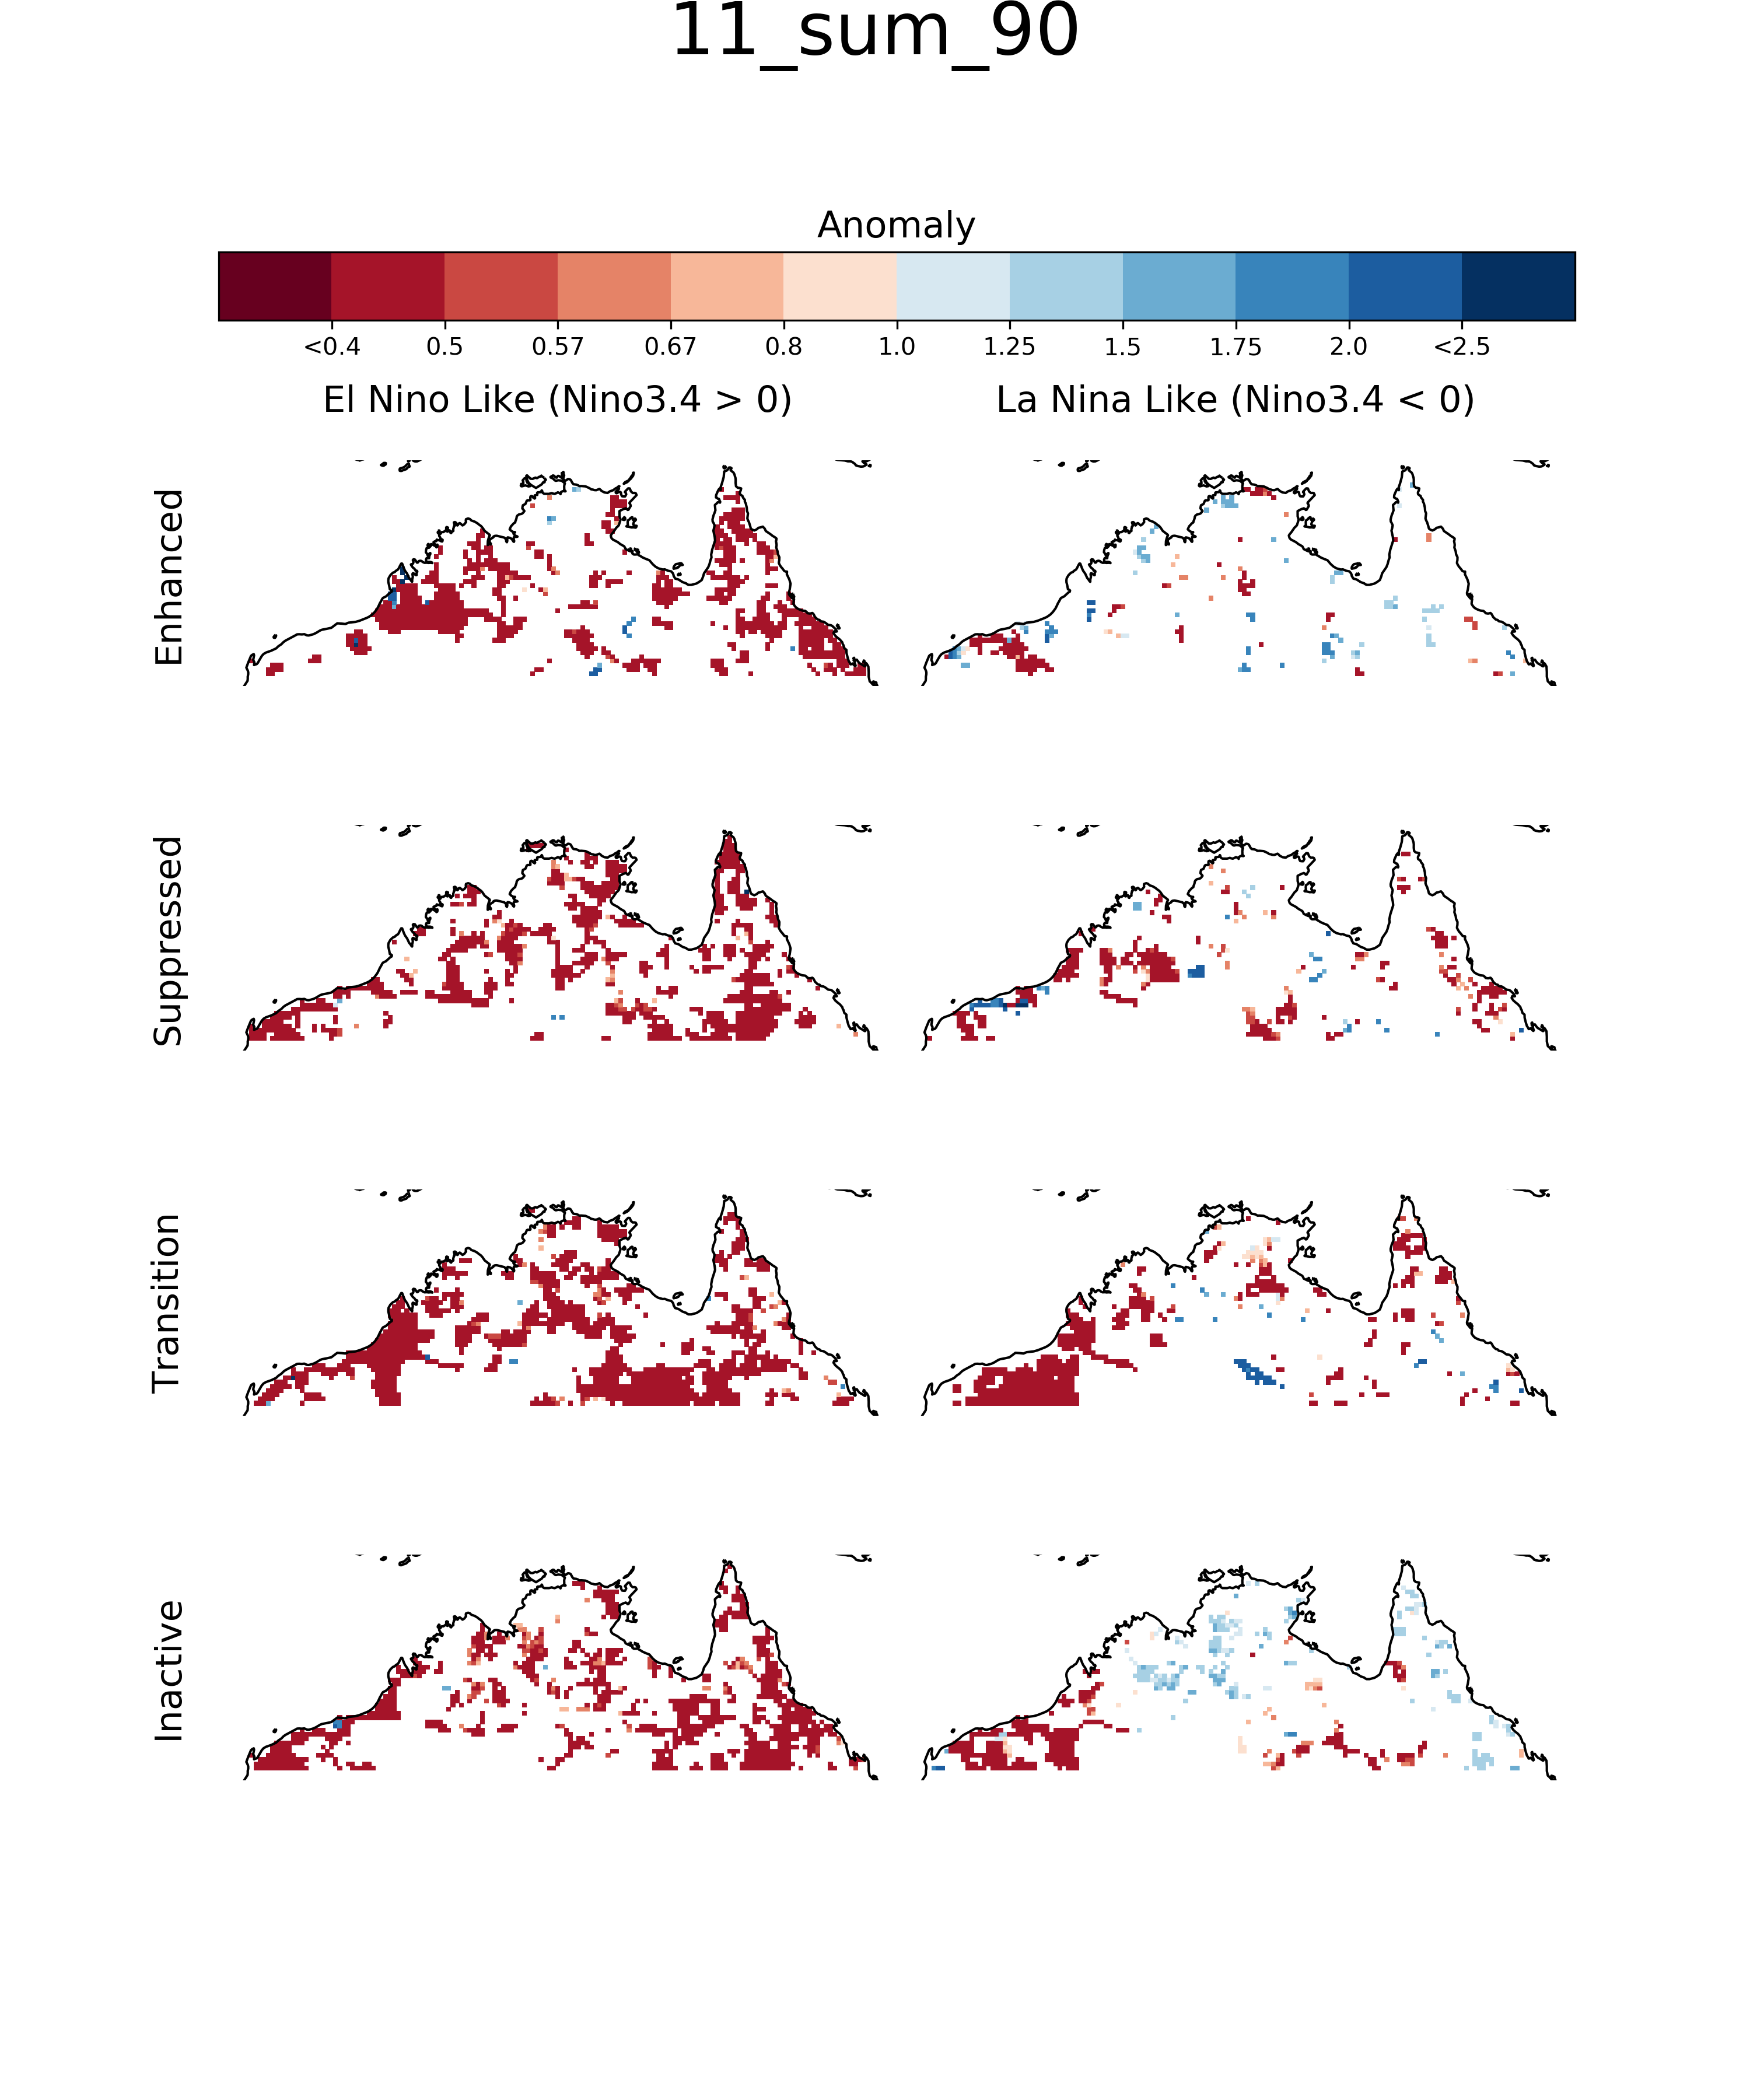 11_sum_90
Anomaly
<0.4 0.5 0.57 0.67 0.8 1.0 1.25 1.5 1.75 2.0 <2.5
El Nino Like (Nino3.4 > 0) La Nina Like (Nino3.4 < 0)
Enhanced
Suppressed
Transition
Inactive